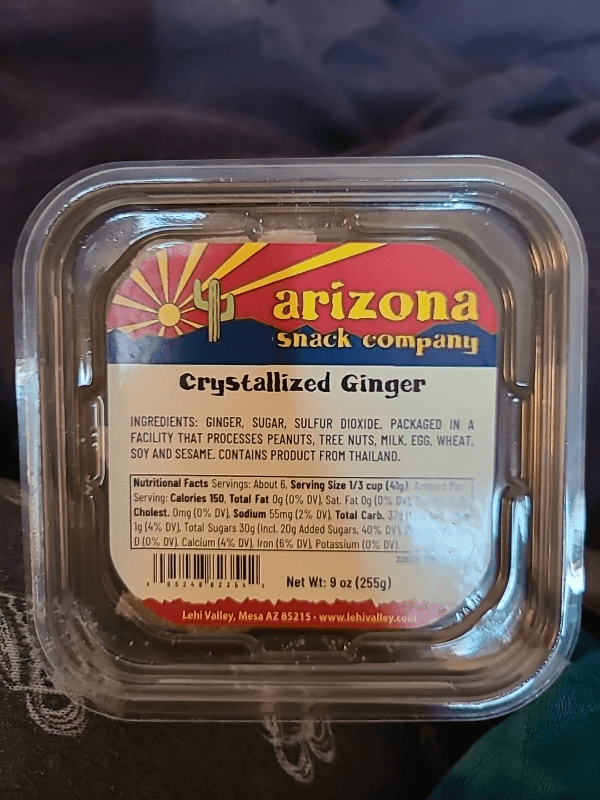 arizona
snack company
Crystallized Ginger
INGREDIENTS: GINGER, SUGAR, SULFUR DIOXIDE. PACKAGED IN A
FACILITY THAT PROCESSES PEANUTS, TREE NUTS, MILK, EGG, WHEAT,
SOY AND SESAME. CONTAINS PRODUCT FROM THAILAND.
Nutritional Facts Servings: About 6, Serving Size 1/3 cup (41g). Amount Per
Serving: Calories 150, Total Fat 0g (0% DV), Sat. Fat 0g (0% DV),
Cholest. 0mg (0% DV), Sodium 55mg (2% DV), Total Carb. 37g
1g (4% DV), Total Sugars 30g (Incl. 20g Added Sugars, 40% DV),
D (0% DV), Calcium (4% DV), Iron (6% DV), Potassium (0% DV).
Net Wt: 9 oz (255g)
Lehi Valley, Mesa AZ 85215 • www.lehivalley.com